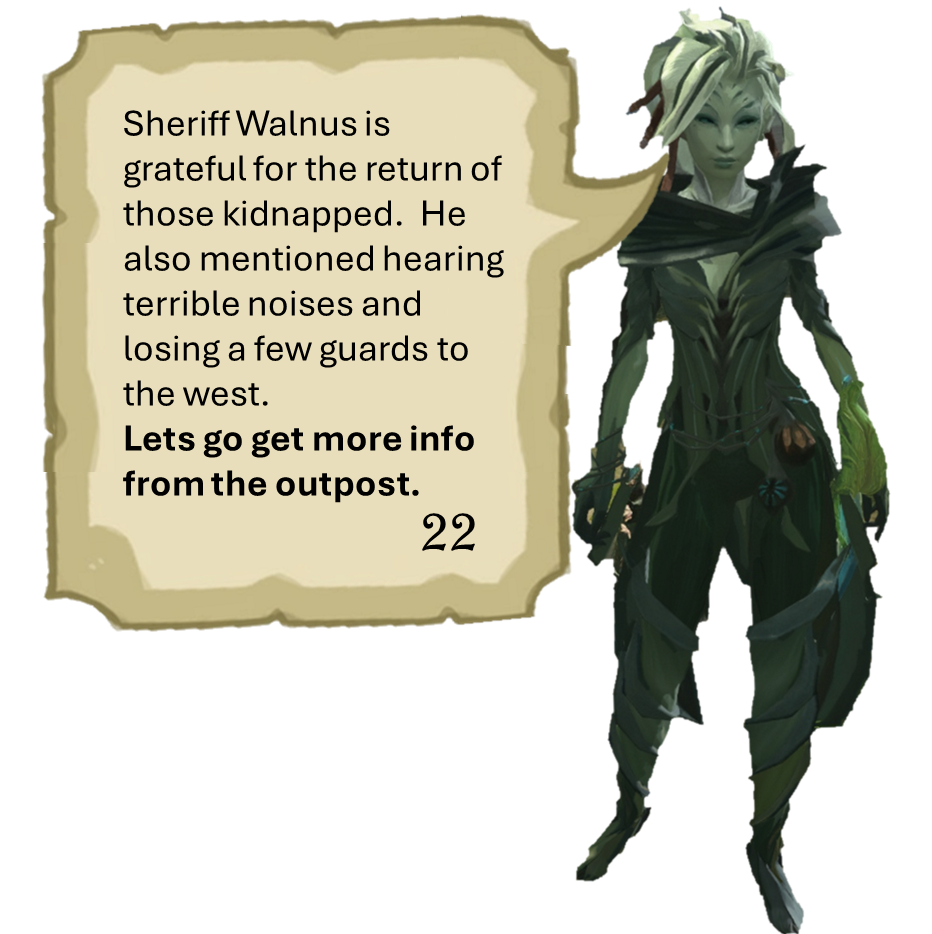 Sheriff Walnus is
grateful for the return of
those kidnapped.  He
also mentioned hearing
terrible noises and
losing a few guards to
the west.
Lets go get more info
from the outpost.
22